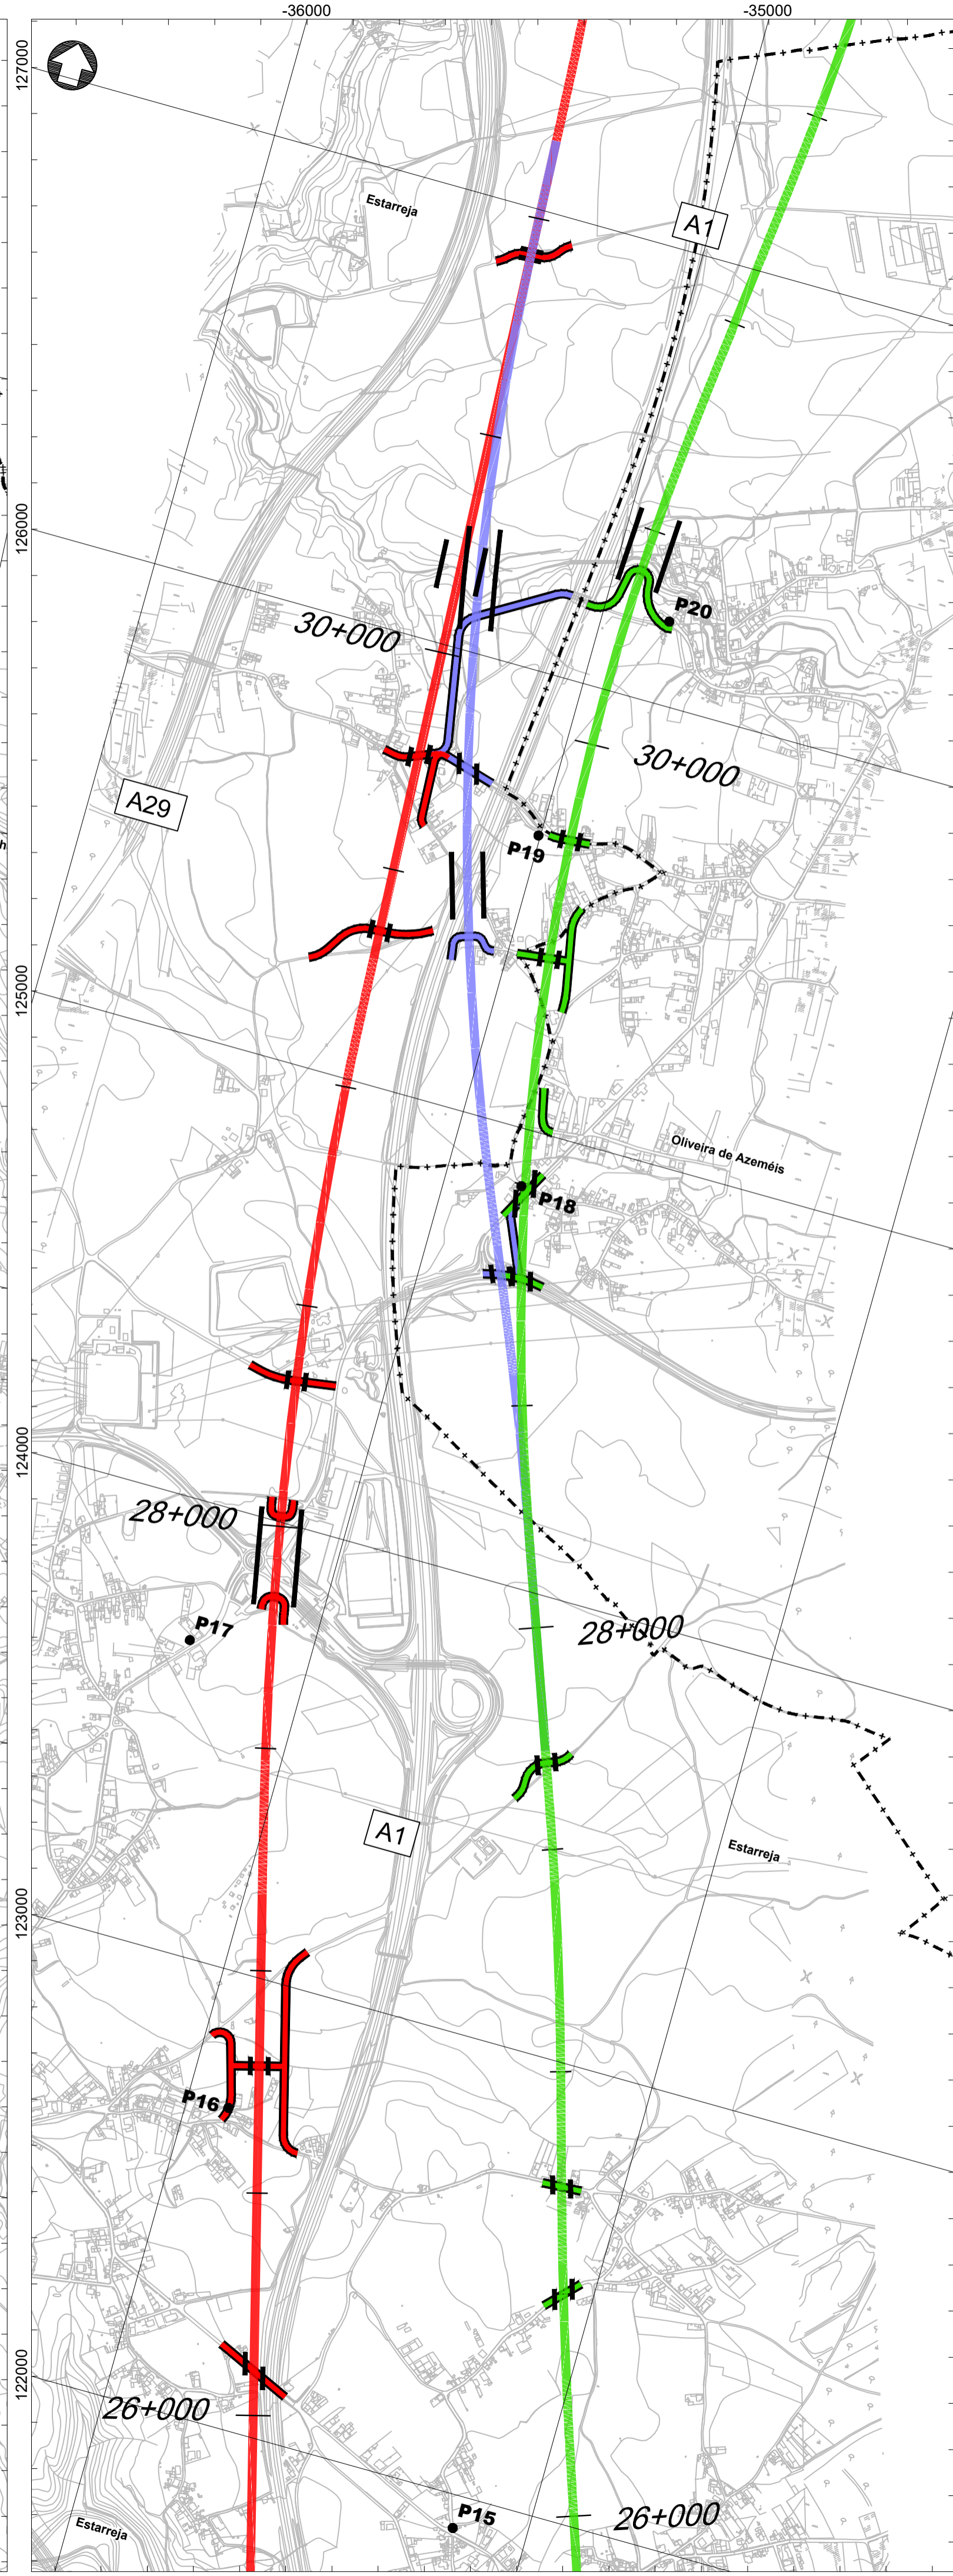 -36000
-35000
127000
Estarreja
A1
126000
P20
30+000
30+000
A29
P19
125000
Oliveira de Azeméis
P18
124000
28+000
28+000
P17
A1
Estarreja
123000
P16
122000
26+000
26+000
P15
Estarreja